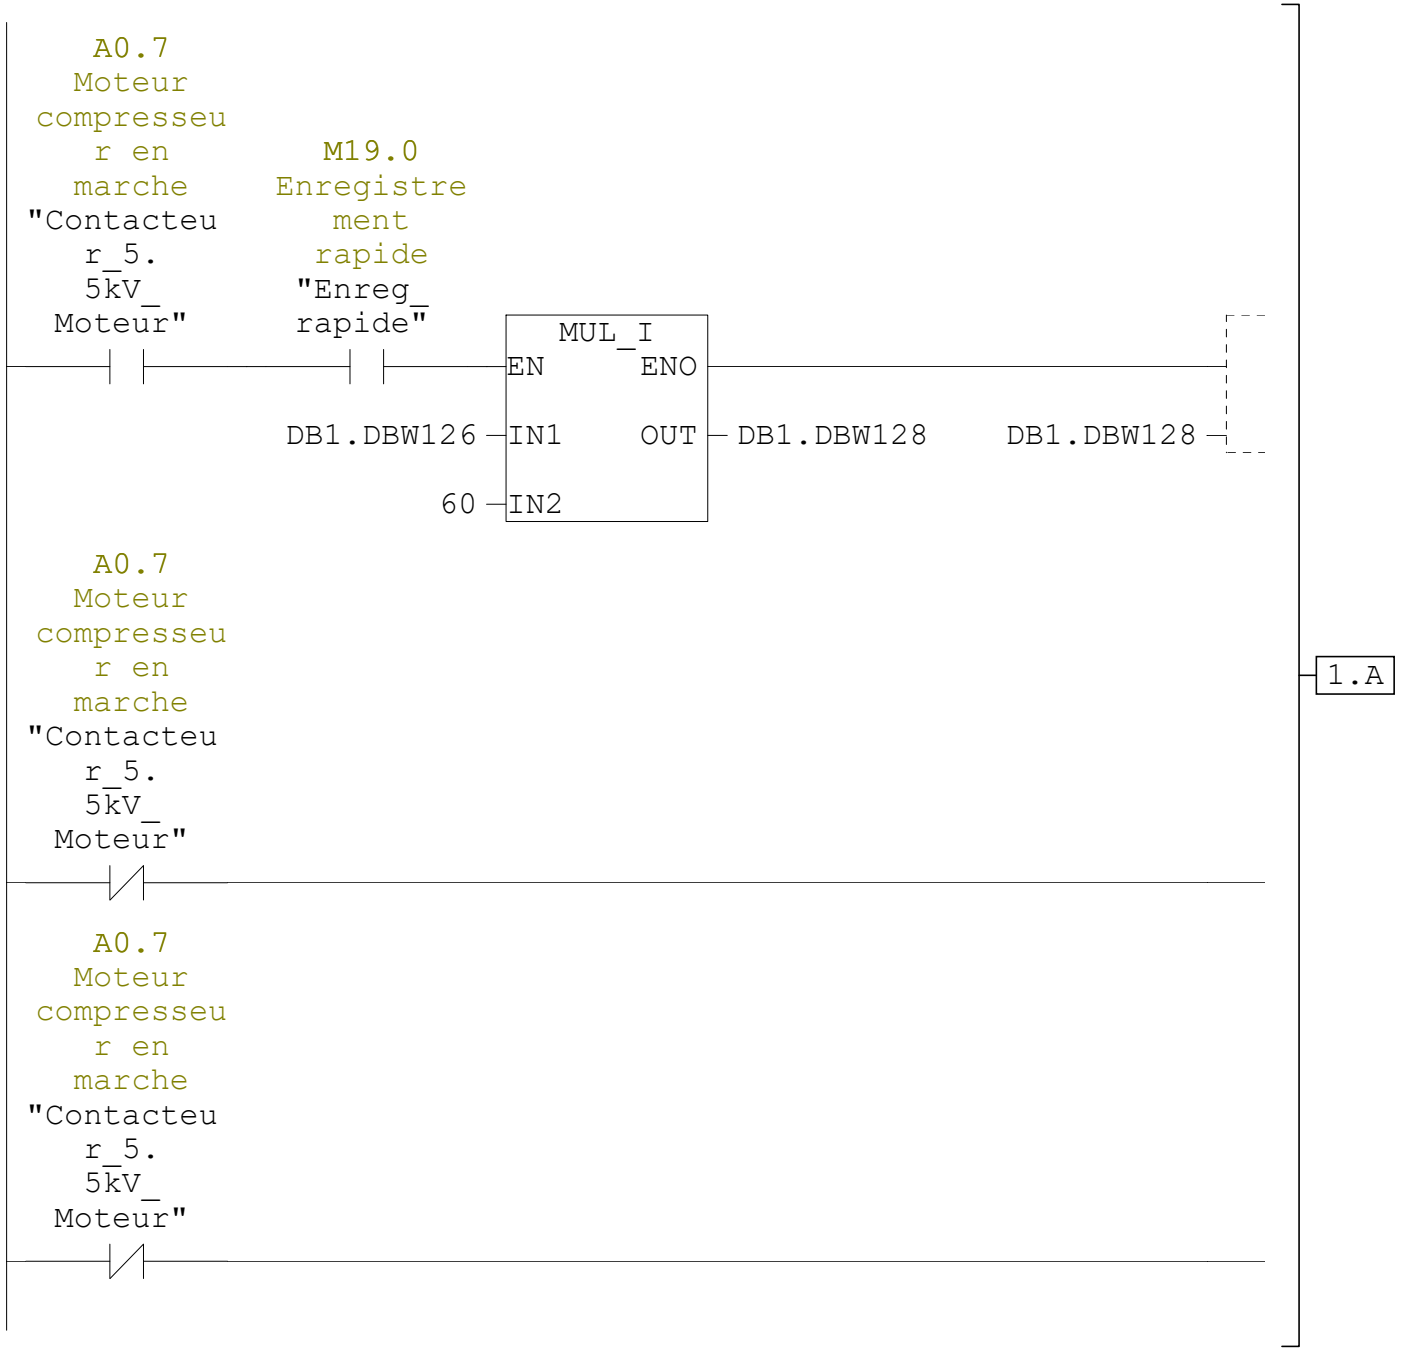 A0.7
Moteur
compresseu
r en
marche
"Contacteu
r_5.
5kV_
Moteur"
M19.0
Enregistre
ment
rapide
"Enreg_
rapide"
MUL_I
EN ENO
DB1.DBW126 IN1 OUT DB1.DBW128 DB1.DBW128
60 IN2
A0.7
Moteur
compresseu
r en
marche
"Contacteu
r_5.
5kV_
Moteur"
1.A
A0.7
Moteur
compresseu
r en
marche
"Contacteu
r_5.
5kV_
Moteur"